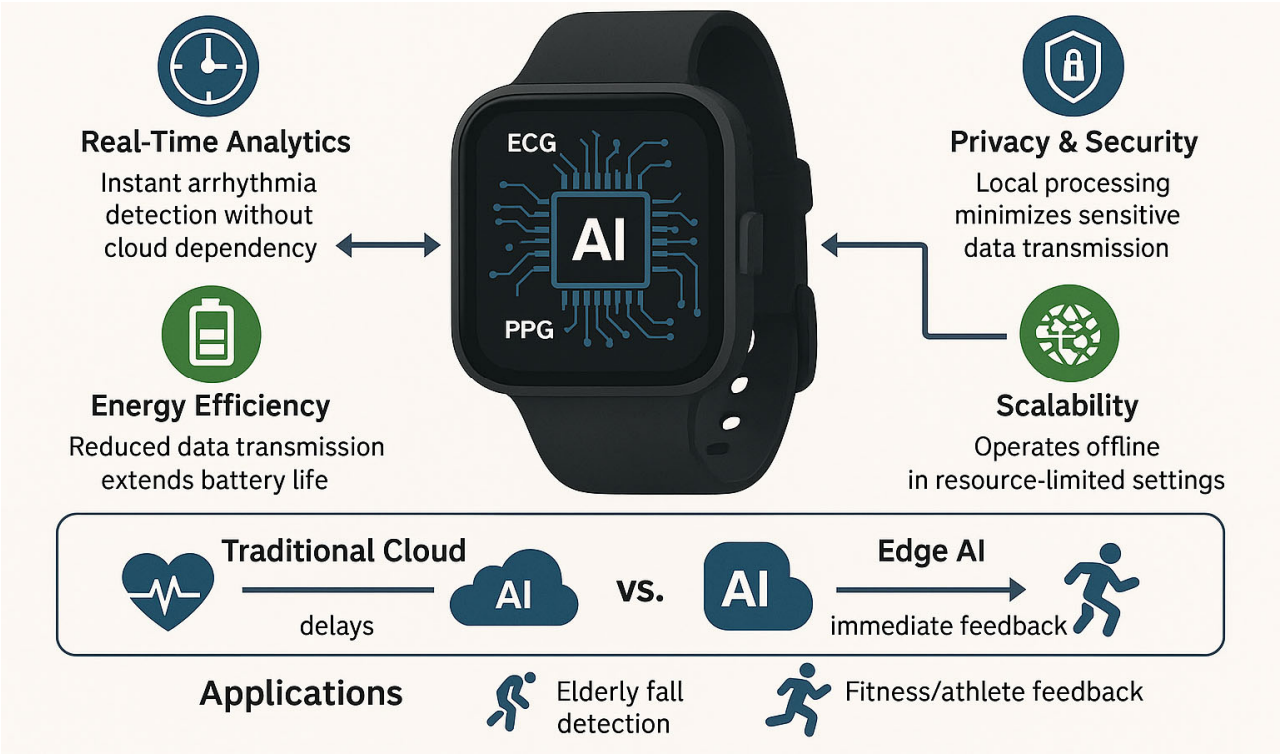 Real-Time Analytics
Instant arrhythmia
detection without
cloud dependency
Energy Efficiency
Reduced data transmission
extends battery life
ECG
AI
PPG
Privacy & Security
Local processing
minimizes sensitive
data transmission
Scalability
Operates offline
in resource-limited settings
Traditional Cloud
delays
AI
vs.
AI
Edge AI
immediate feedback
Applications
Elderly fall
detection
Fitness/athlete feedback